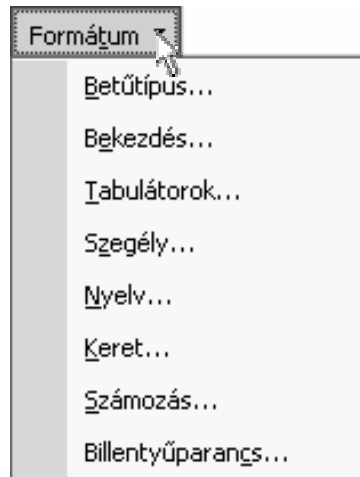 Formátum
Betűtípus...
Bekezdés...
Tabulátorok...
Szegély...
Nyelv...
Keret...
Számozás...
Billentyűparancs...